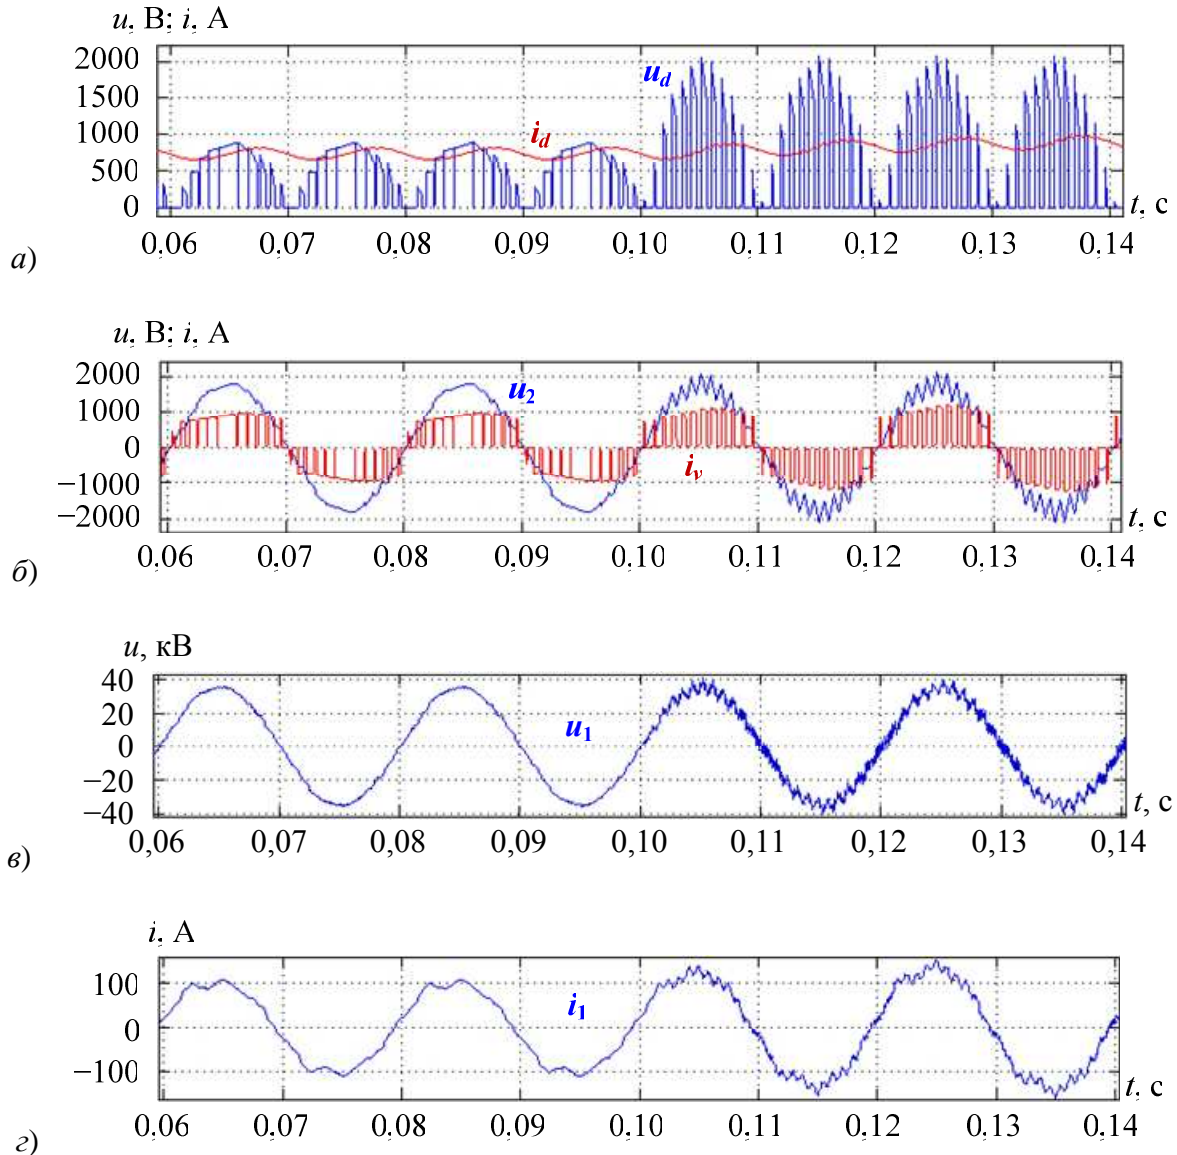 u, В; i, А
2000
1500
1000
500
0
u_d
i_d
t, с
0,06 0,07 0,08 0,09 0,10 0,11 0,12 0,13 0,14
а)
u, В; i, А
2000
1000
0
−1000
−2000
u_2
i_v
t, с
0,06 0,07 0,08 0,09 0,10 0,11 0,12 0,13 0,14
б)
u, кВ
40
20
0
−20
−40
u_1
t, с
0,06 0,07 0,08 0,09 0,10 0,11 0,12 0,13 0,14
в)
i, А
100
0
−100
i_1
t, с
0,06 0,07 0,08 0,09 0,10 0,11 0,12 0,13 0,14
г)